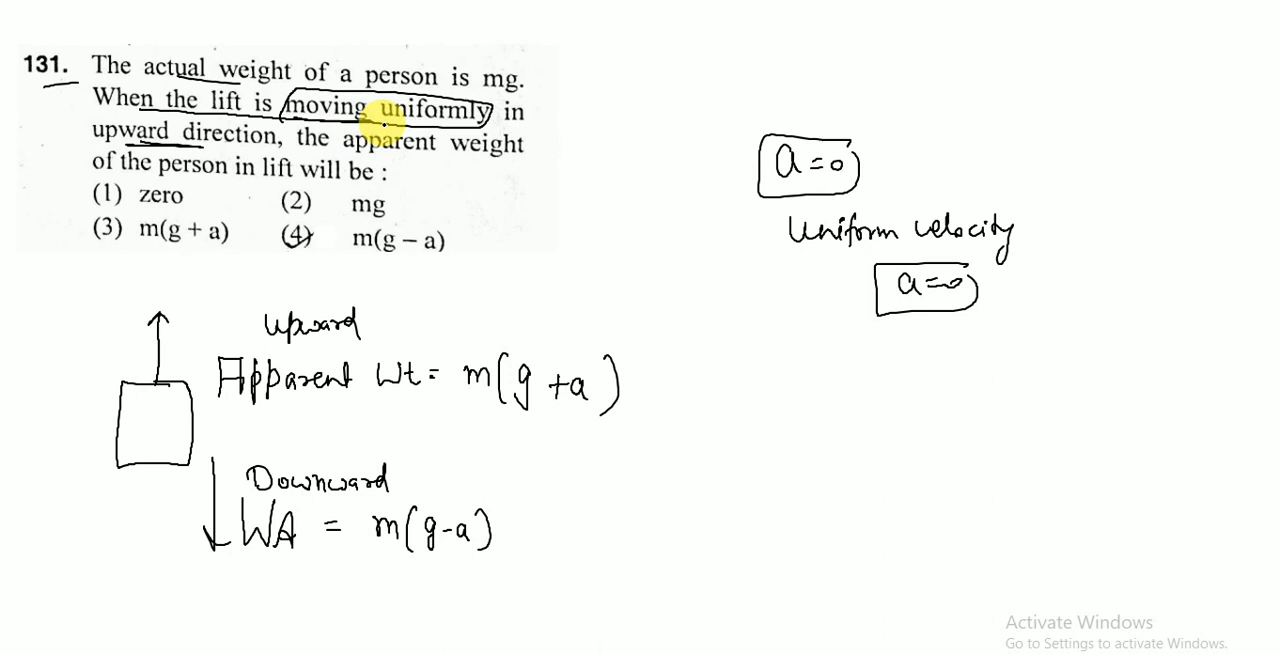 131. The actual weight of a person is mg.
When the lift is moving uniformly in
upward direction, the apparent weight
of the person in lift will be :
(1) zero (2) mg
(3) m(g + a) (4) m(g – a)
a=0
Uniform velocity
a=0
Upward
Apparent Wt = m(g +a)
Downward
WA = m(g-a)
Activate Windows
Go to Settings to activate Windows.